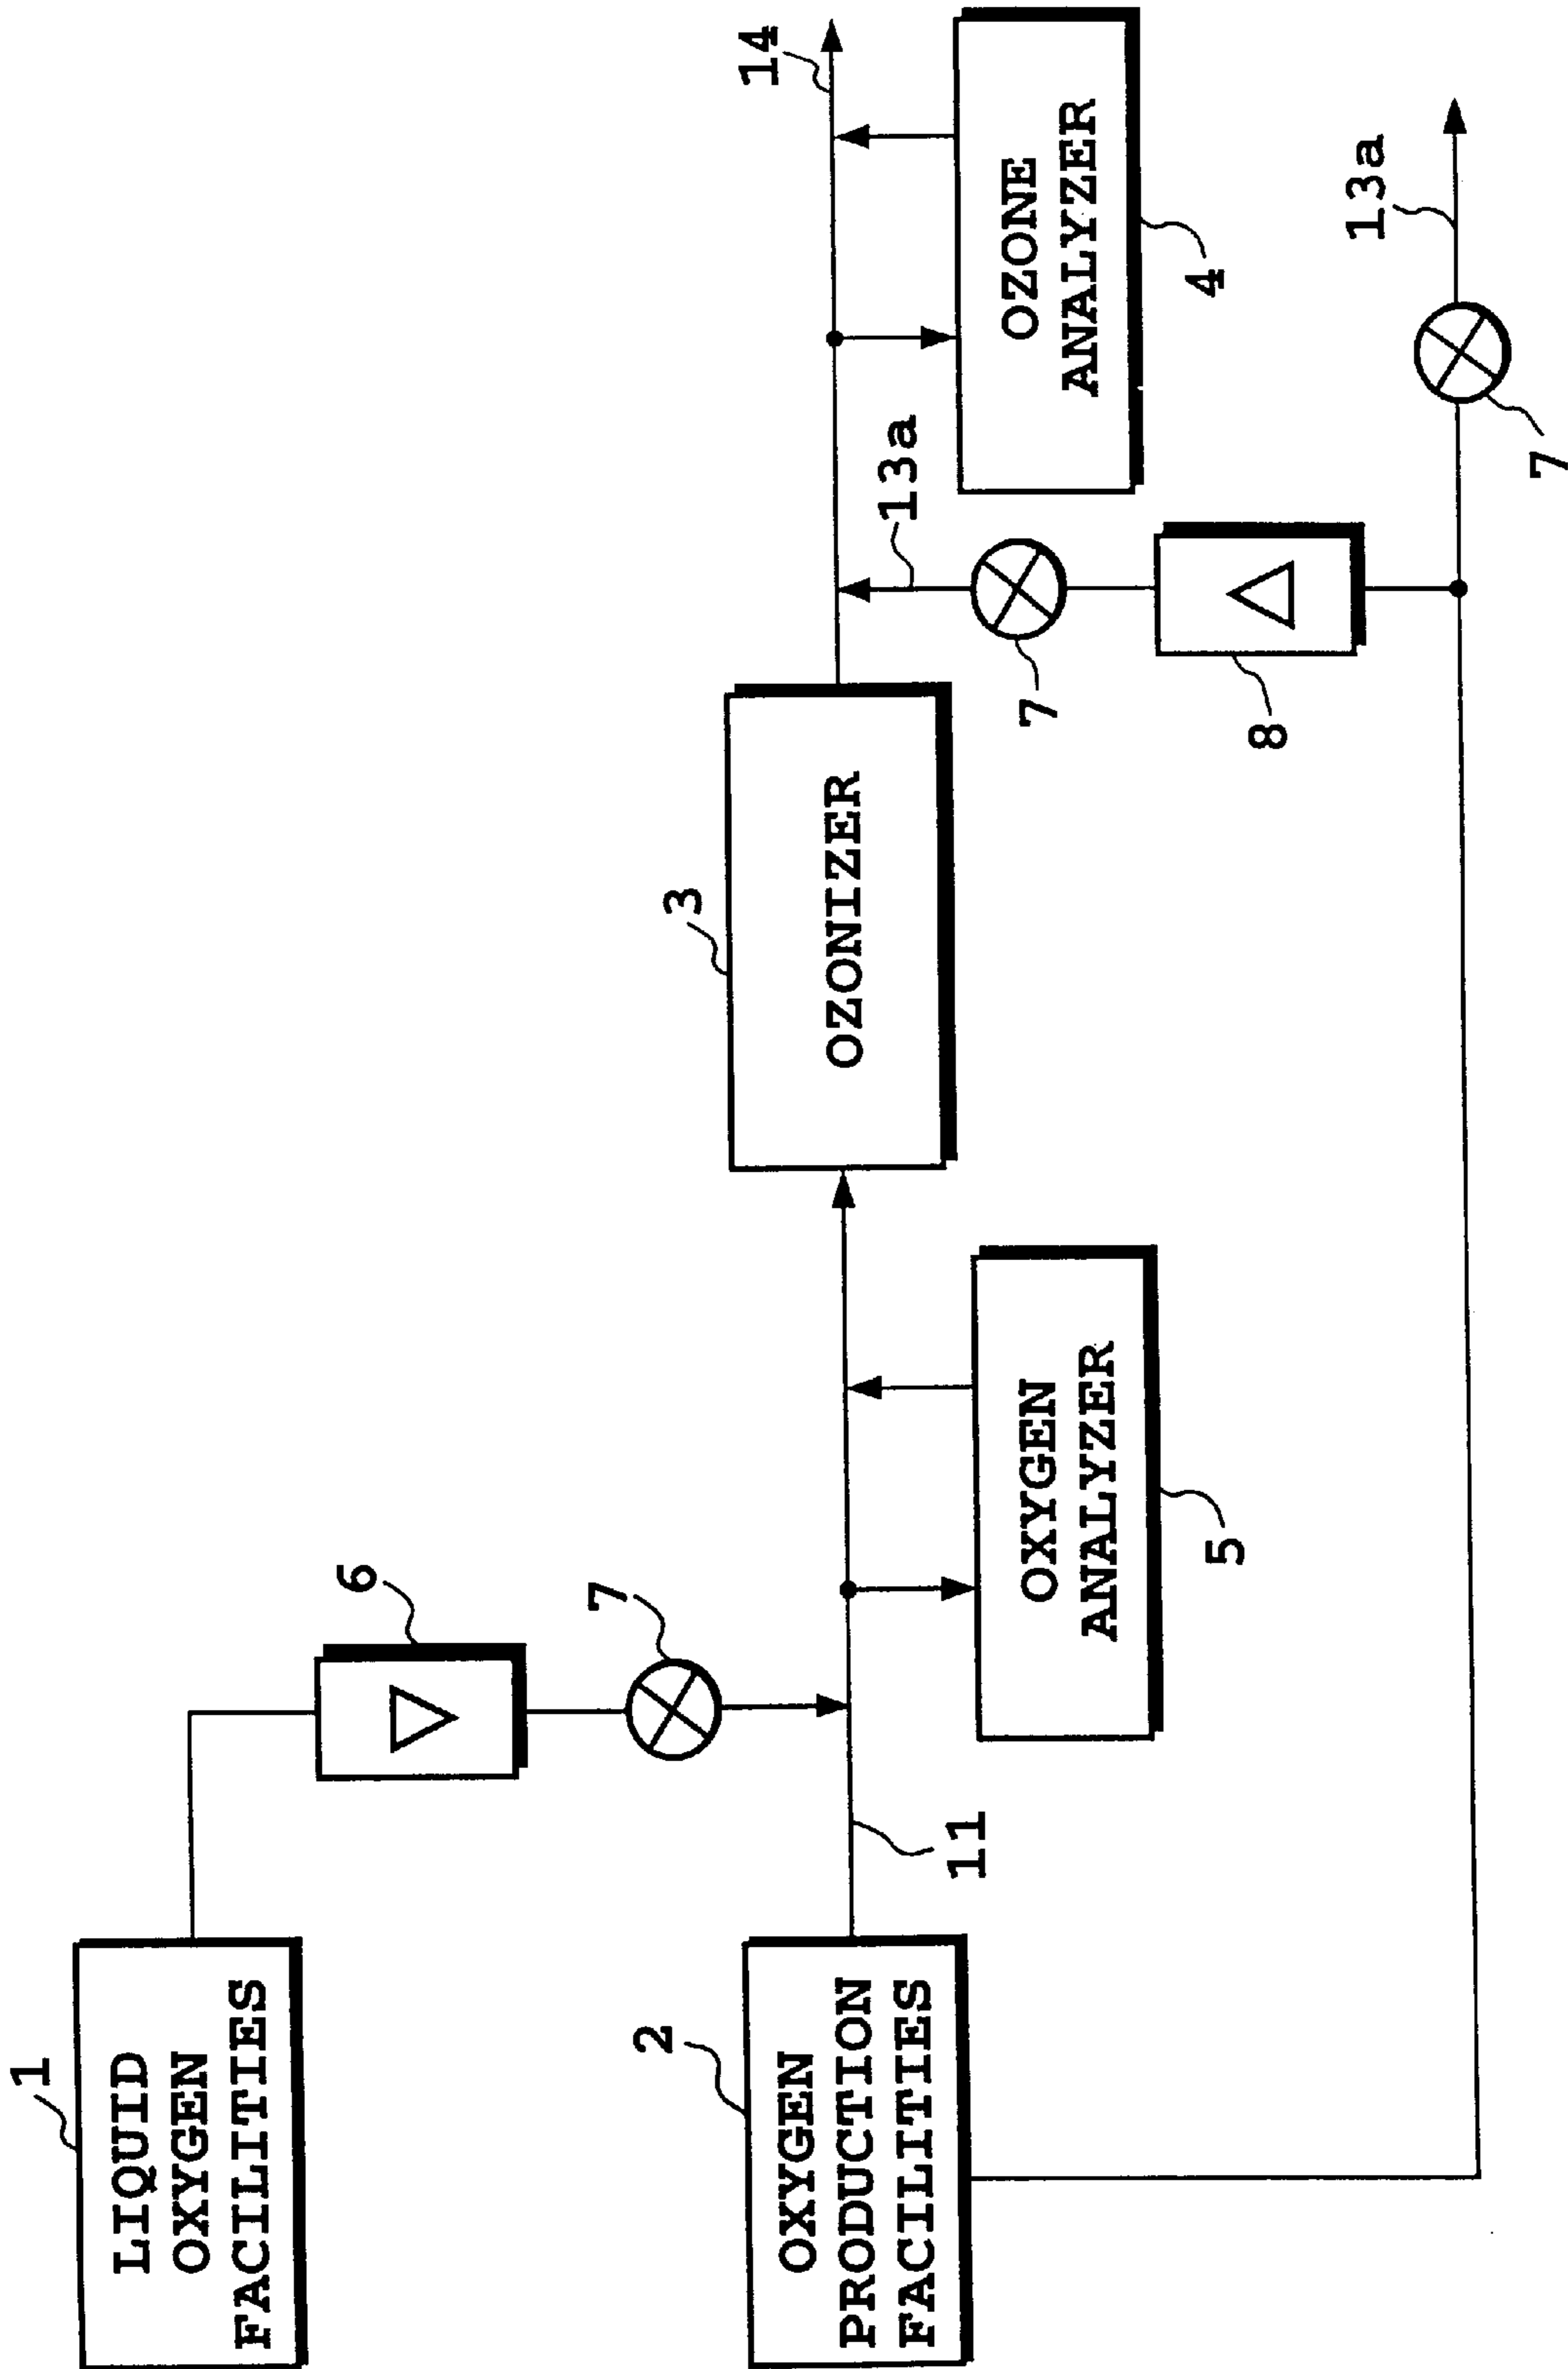 1
LIQUID
OXYGEN
FACILITIES
6
7
2
OXYGEN
PRODUCTION
FACILITIES
11
OXYGEN
ANALYZER
5
3
OZONIZER
14
13a
7
8
OZONE
ANALYZER
4
13a
7